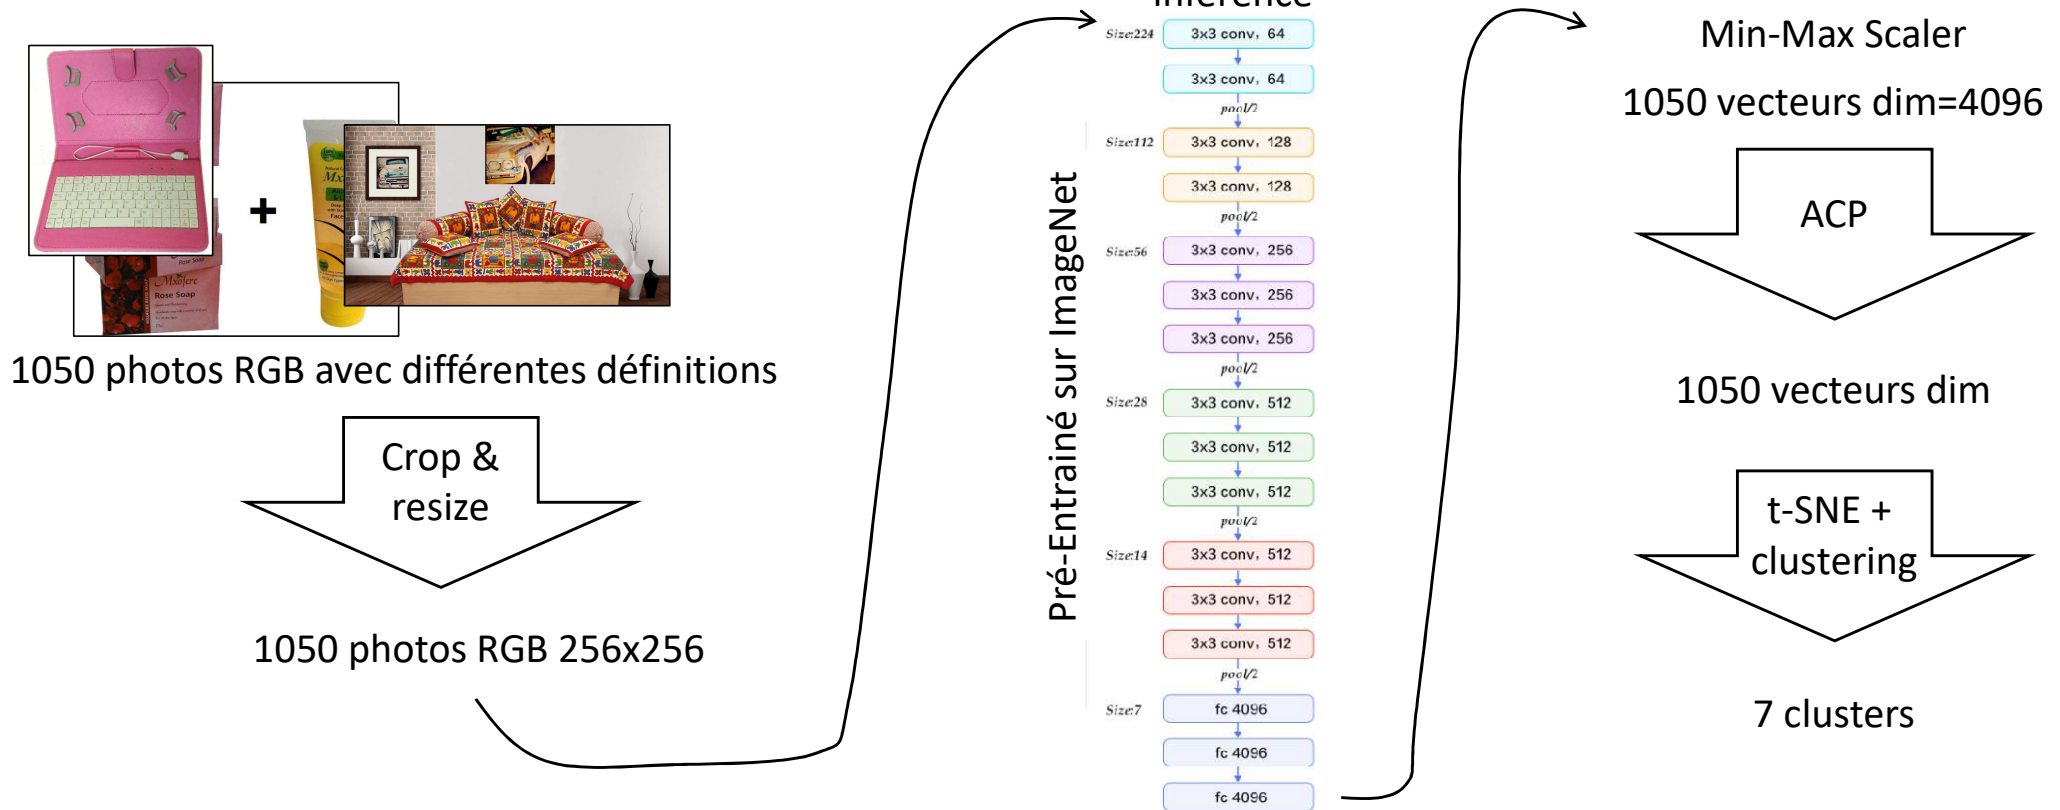 Rose Soap
1050 photos RGB avec différentes définitions
Crop &
resize
1050 photos RGB 256x256
Pré-Entrainé sur ImageNet
inférence
Size:224
3x3 conv, 64
3x3 conv, 64
pool/2
Size:112
3x3 conv, 128
3x3 conv, 128
pool/2
Size:56
3x3 conv, 256
3x3 conv, 256
3x3 conv, 256
pool/2
Size:28
3x3 conv, 512
3x3 conv, 512
3x3 conv, 512
pool/2
Size:14
3x3 conv, 512
3x3 conv, 512
3x3 conv, 512
pool/2
Size:7
fc 4096
fc 4096
fc 4096
Min-Max Scaler
1050 vecteurs dim=4096
ACP
1050 vecteurs dim
t-SNE +
clustering
7 clusters